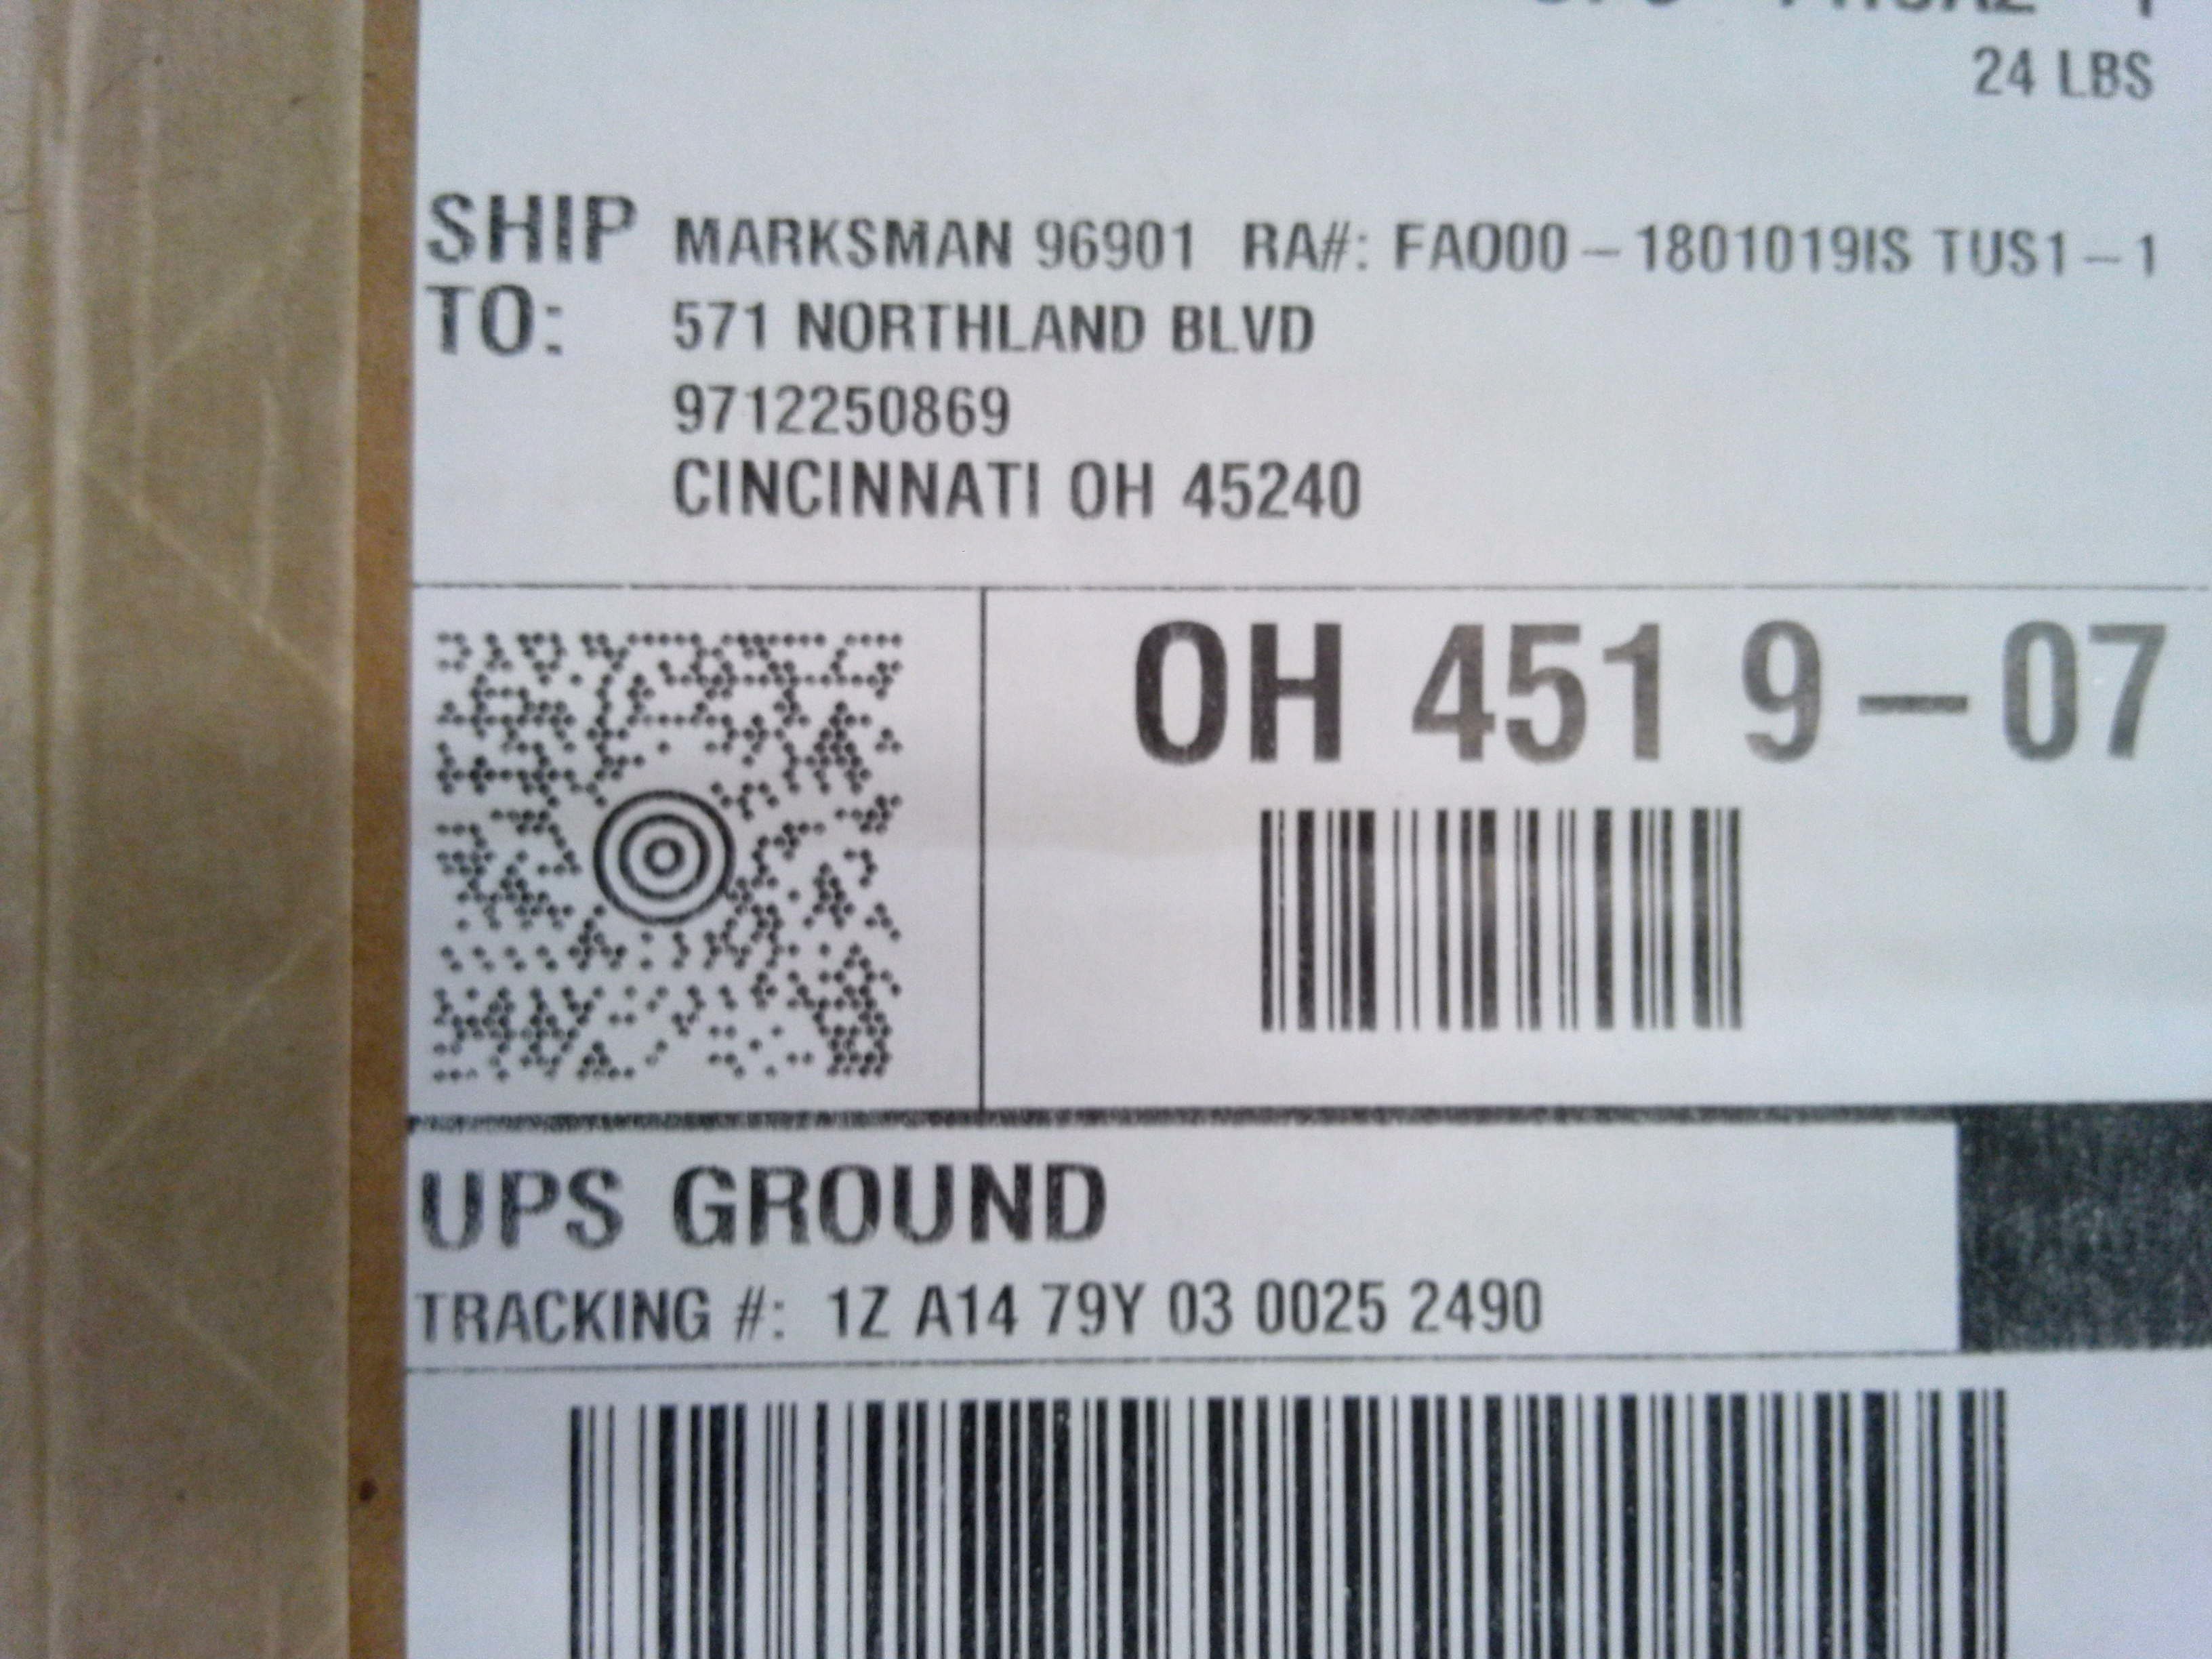 24 LBS
SHIP TO:
MARKSMAN 96901 RA#: FAO00-1801019IS TUS1-1
571 NORTHLAND BLVD
9712250869
CINCINNATI OH 45240
OH 451 9-07
UPS GROUND
TRACKING #: 1Z A14 79Y 03 0025 2490